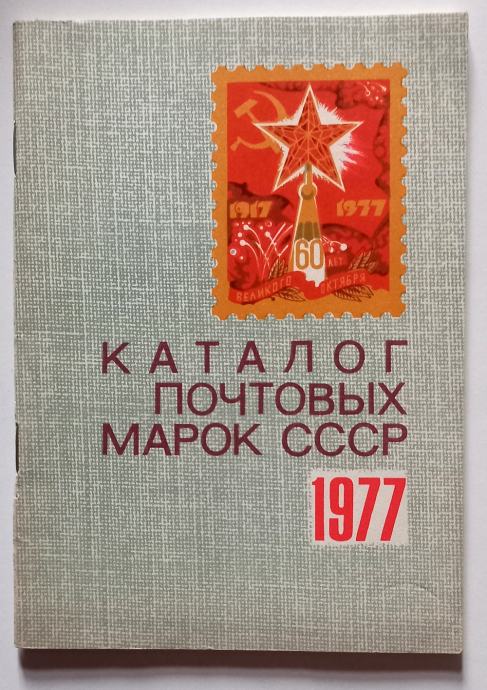 1917 1977
60 ЛЕТ
ВЕЛИКОГО ОКТЯБРЯ
КАТАЛОГ
ПОЧТОВЫХ
МАРОК СССР
1977